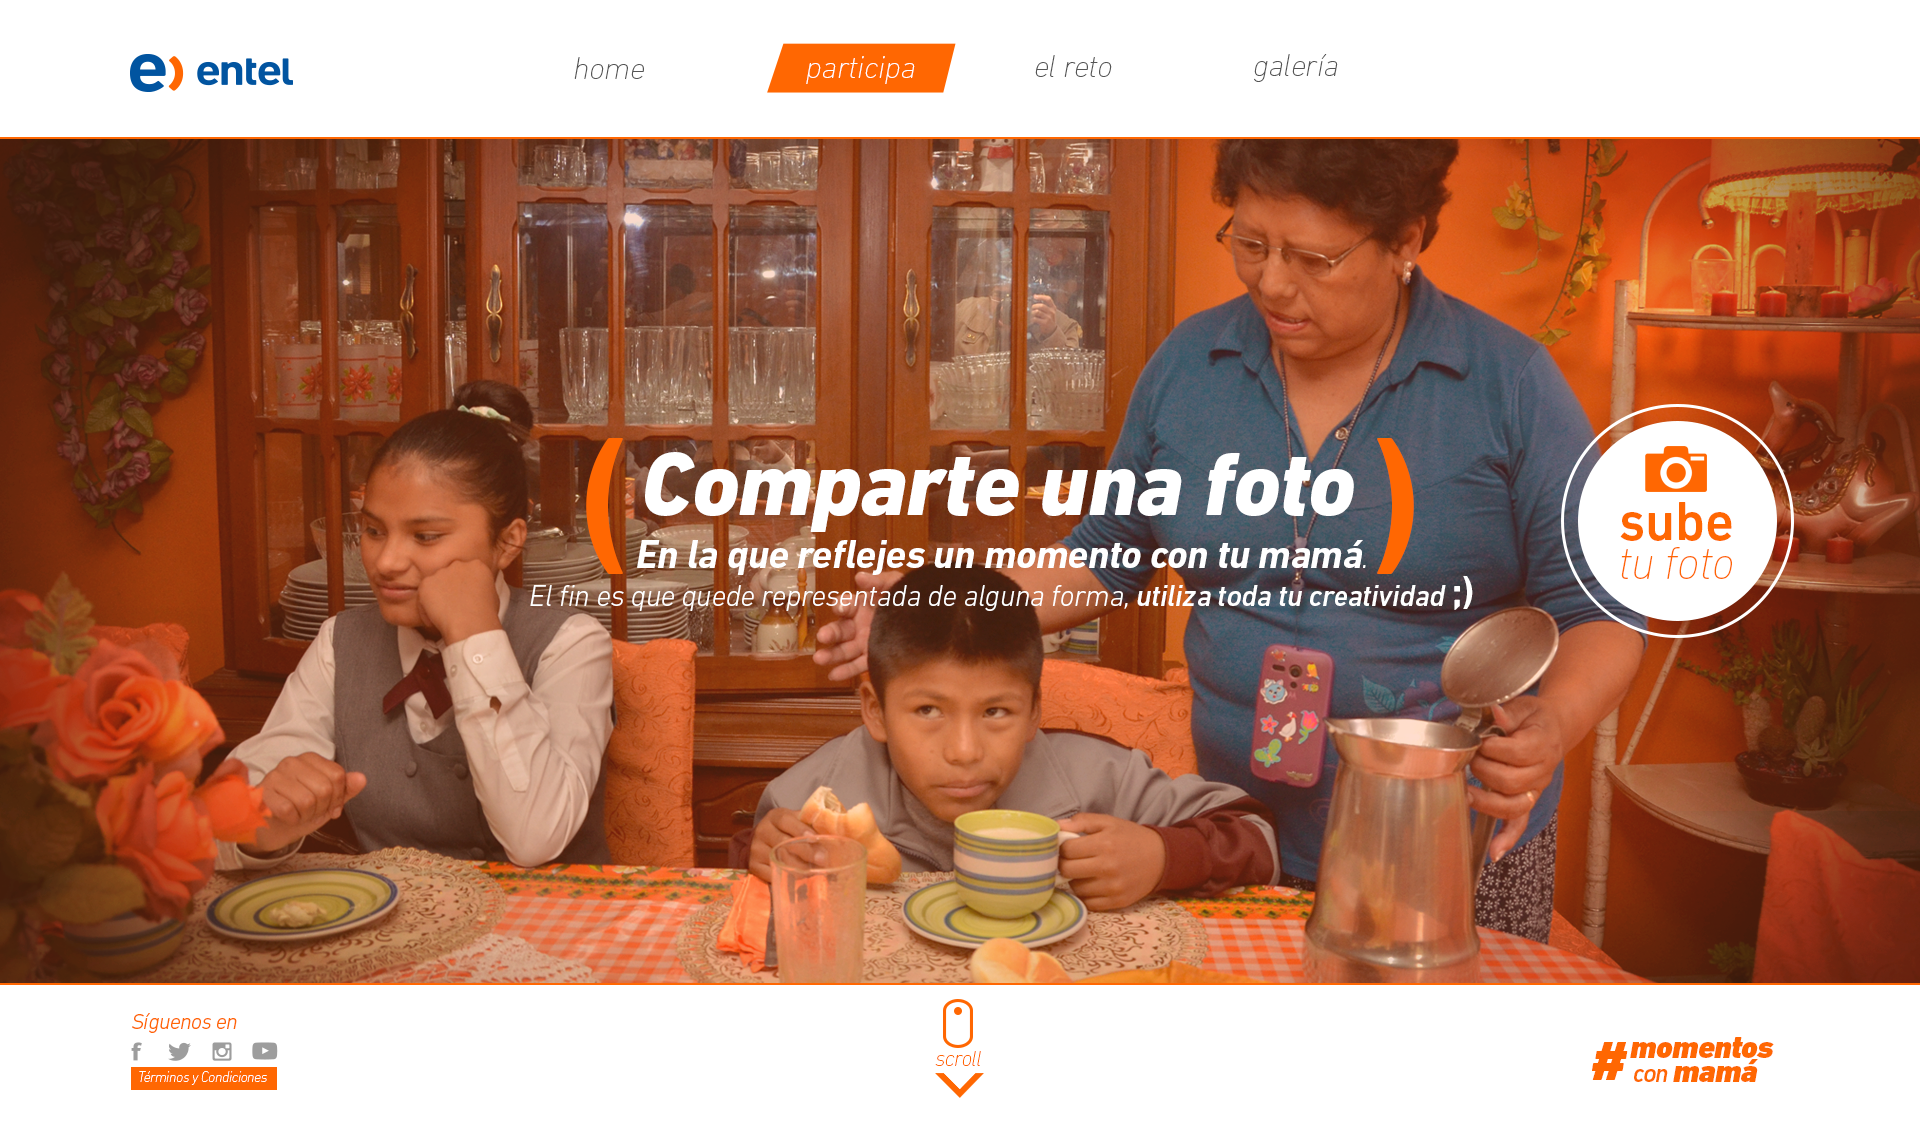 entel
home
participa
el reto
galería
Comparte una foto
En la que reflejes un momento con tu mamá.
El fin es que quede representada de alguna forma, utiliza toda tu creatividad ;)
sube
tu foto
Síguenos en
Términos y Condiciones
scroll
#momentos
con mamá